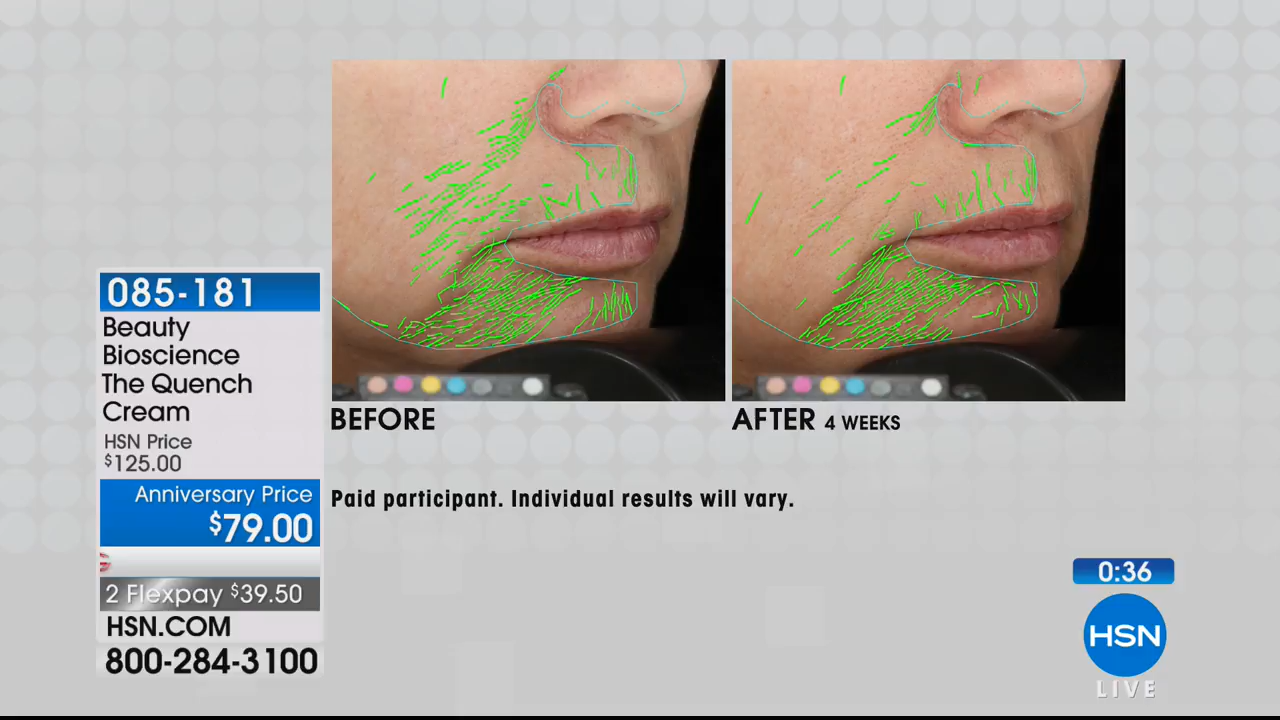 085-181
Beauty
Bioscience
The Quench
Cream
HSN Price
$125.00
Anniversary Price
$79.00
2 Flexpay $39.50
HSN.COM
800-284-3100
BEFORE
AFTER 4 WEEKS
Paid participant. Individual results will vary.
0:36
HSN
LIVE